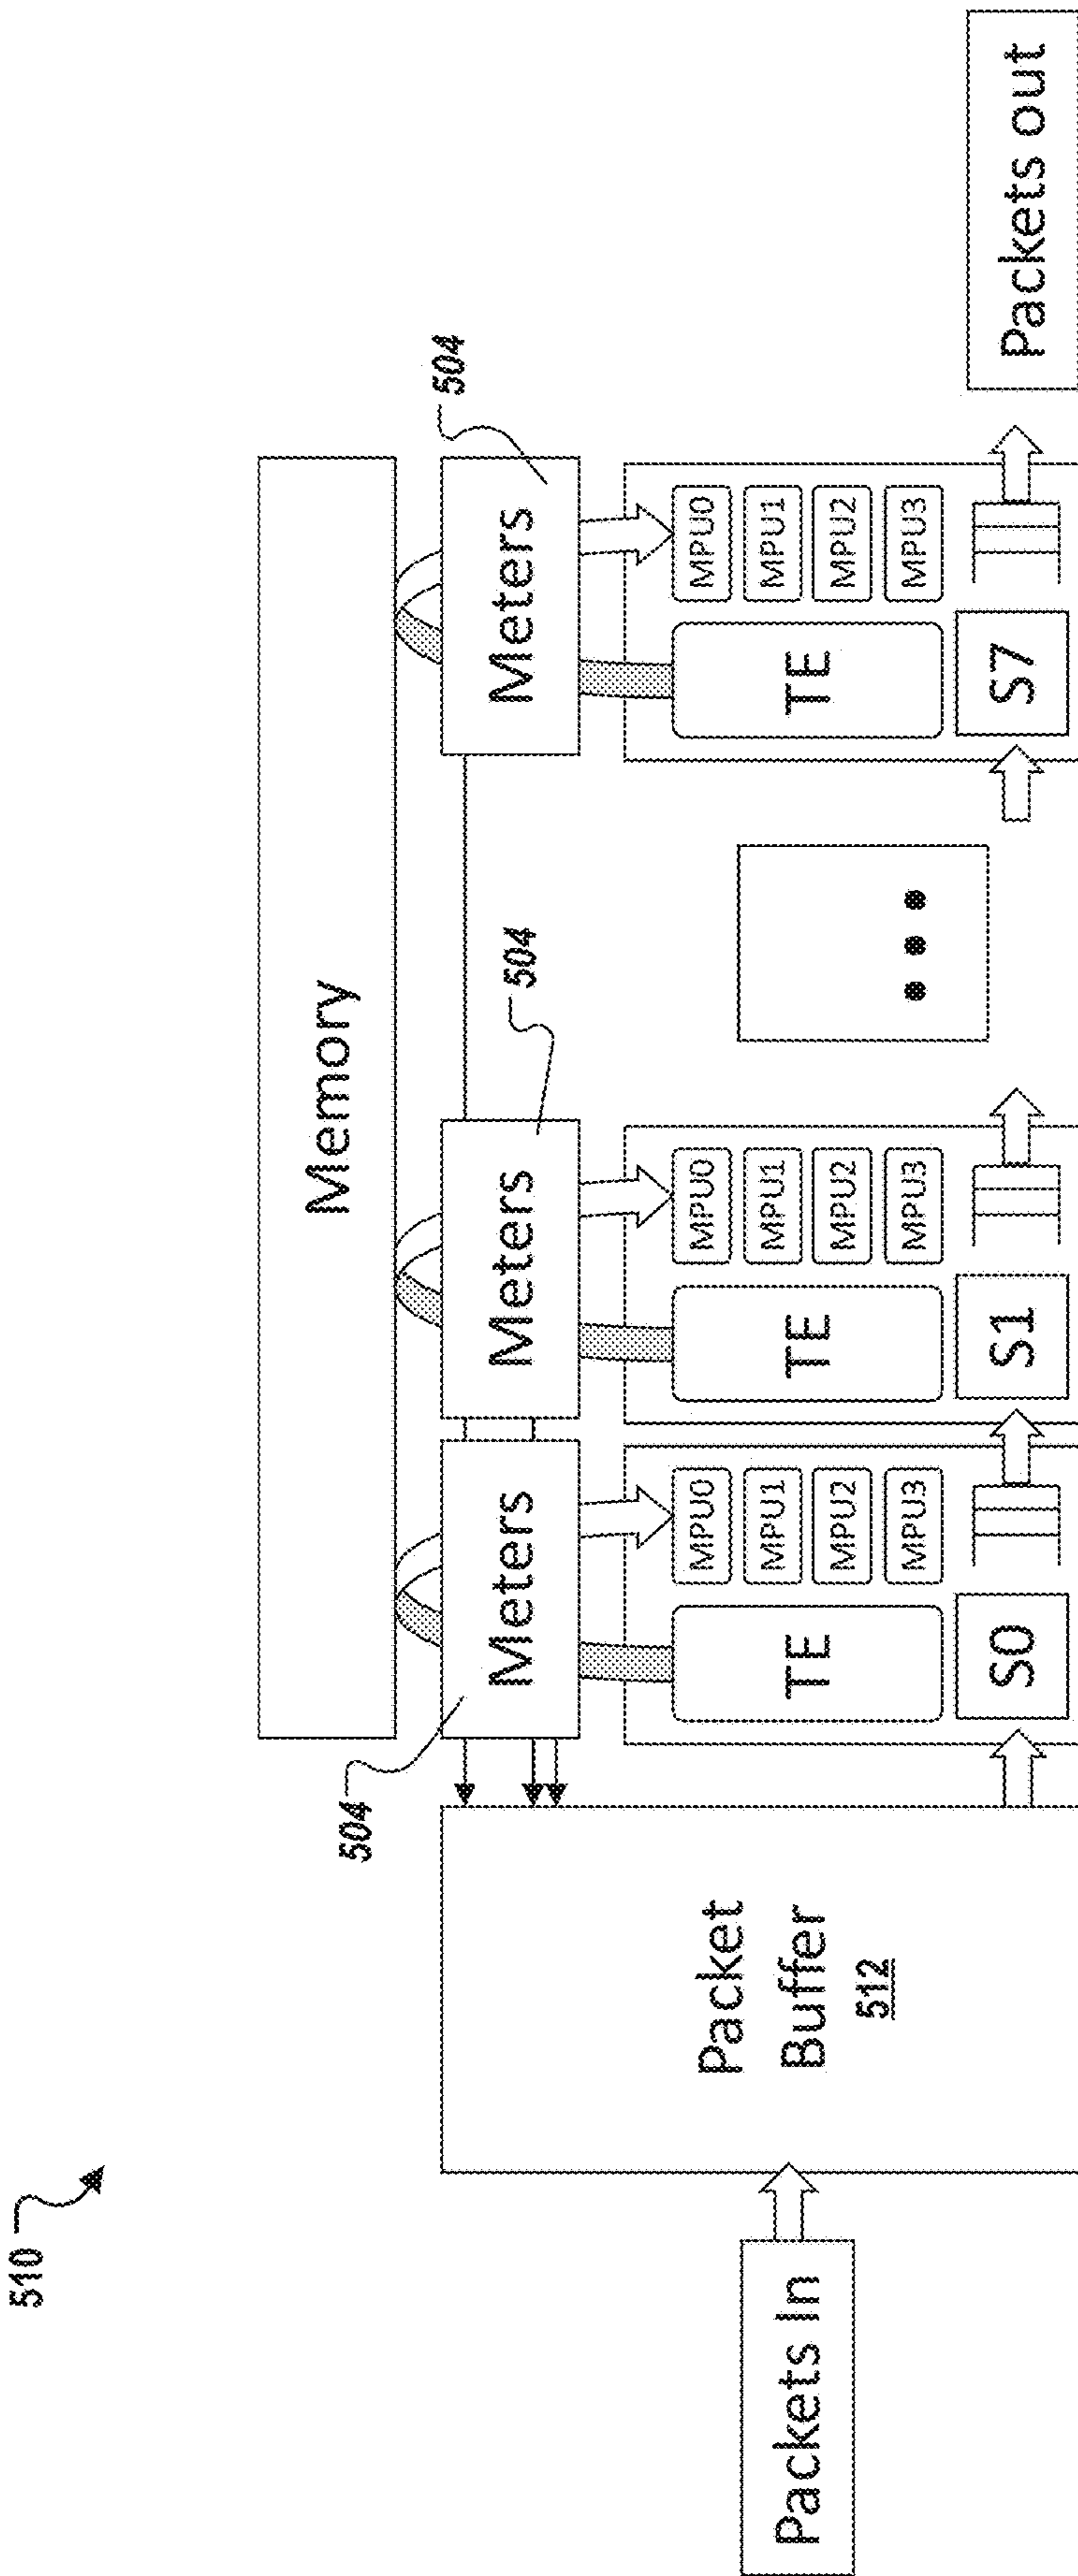 510
Memory
504
504
504
Meters
Meters
Meters
Packets In
Packet
Buffer
512
TE
MPU0
MPU1
MPU2
MPU3
S0
TE
MPU0
MPU1
MPU2
MPU3
S1
TE
MPU0
MPU1
MPU2
MPU3
S7
Packets out